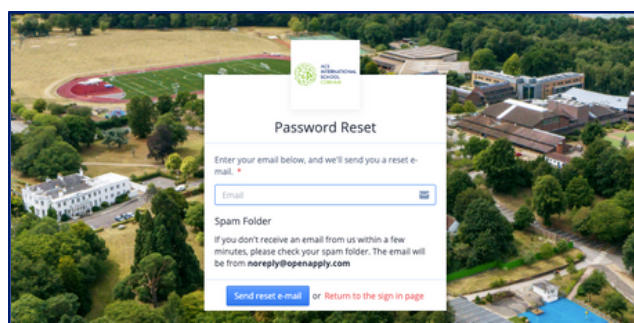 ACS
INTERNATIONAL
SCHOOL
COBHAM
Password Reset
Enter your email below, and we'll send you a reset e-
mail. *
Email
Spam Folder
If you don't receive an email from us within a few
minutes, please check your spam folder. The email will
be from noreply@openapply.com
Send reset e-mail or Return to the sign in page